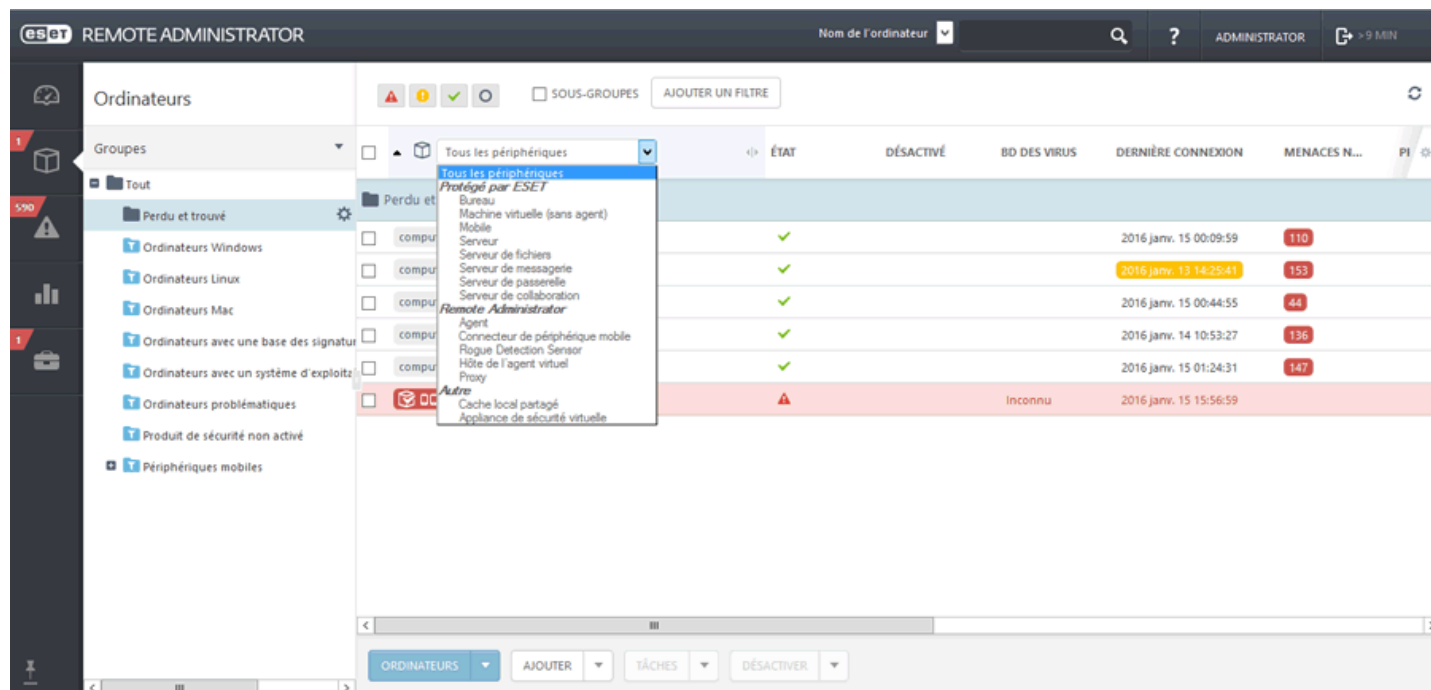 eset REMOTE ADMINISTRATOR
Nom de l'ordinateur
? ADMINISTRATOR >9 MIN
Ordinateurs
SOUS-GROUPES AJOUTER UN FILTRE
1
Groupes
Tous les périphériques
ÉTAT DÉSACTIVÉ BD DES VIRUS DERNIÈRE CONNEXION MENACES N... PI
Tout
Perdu et trouvé
590
Ordinateurs Windows
Ordinateurs Linux
Ordinateurs Mac
1
Ordinateurs avec une base des signatur
Ordinateurs avec un système d'exploita
Ordinateurs problématiques
Produit de sécurité non activé
Périphériques mobiles
Tous les périphériques
Protégé par ESET
Bureau
Machine virtuelle (sans agent)
Mobile
Serveur
Serveur de fichiers
Serveur de messagerie
Serveur de passerelle
Serveur de collaboration
Remote Administrator
Agent
Connecteur de périphérique mobile
Rogue Detection Sensor
Hôte de l'agent virtuel
Proxy
Autre
Cache local partagé
Appliance de sécurité virtuelle
Perdu et
compu 2016 janv. 15 00:09:59 110
compu 2016 janv. 13 14:25:41 153
compu 2016 janv. 15 00:44:55 44
compu 2016 janv. 14 10:53:27 136
compu 2016 janv. 15 01:24:31 147
Inconnu 2016 janv. 15 15:56:59
ORDINATEURS AJOUTER TÂCHES DÉSACTIVER